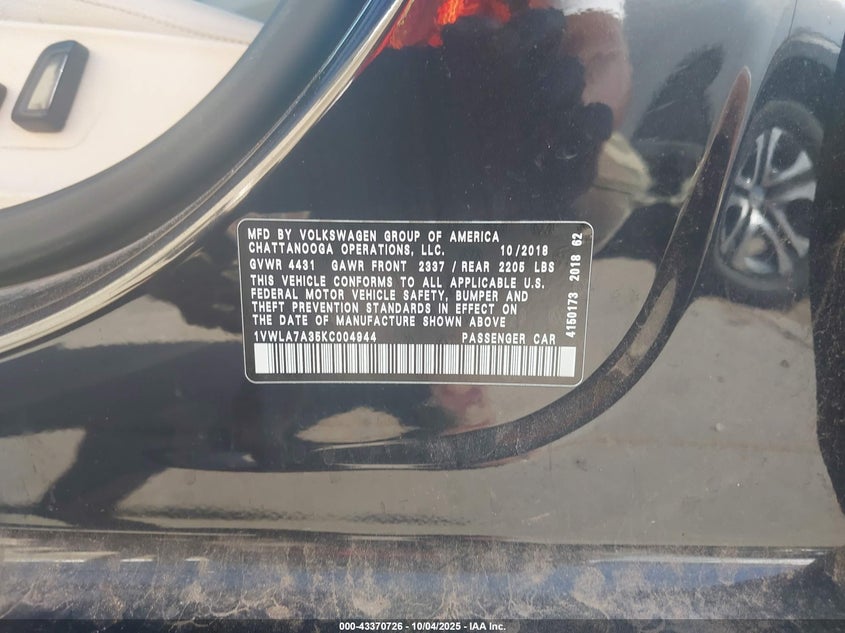 MFD BY VOLKSWAGEN GROUP OF AMERICA
CHATTANOOGA OPERATIONS, LLC. 10/2018
GVWR 4431 GAWR FRONT 2337 / REAR 2205 LBS
THIS VEHICLE CONFORMS TO ALL APPLICABLE U.S.
FEDERAL MOTOR VEHICLE SAFETY, BUMPER AND
THEFT PREVENTION STANDARDS IN EFFECT ON
THE DATE OF MANUFACTURE SHOWN ABOVE
1VWLA7A35KC004944 PASSENGER CAR
4150173 2018 62
000-43370726 - 10/04/2025 - IAA Inc.